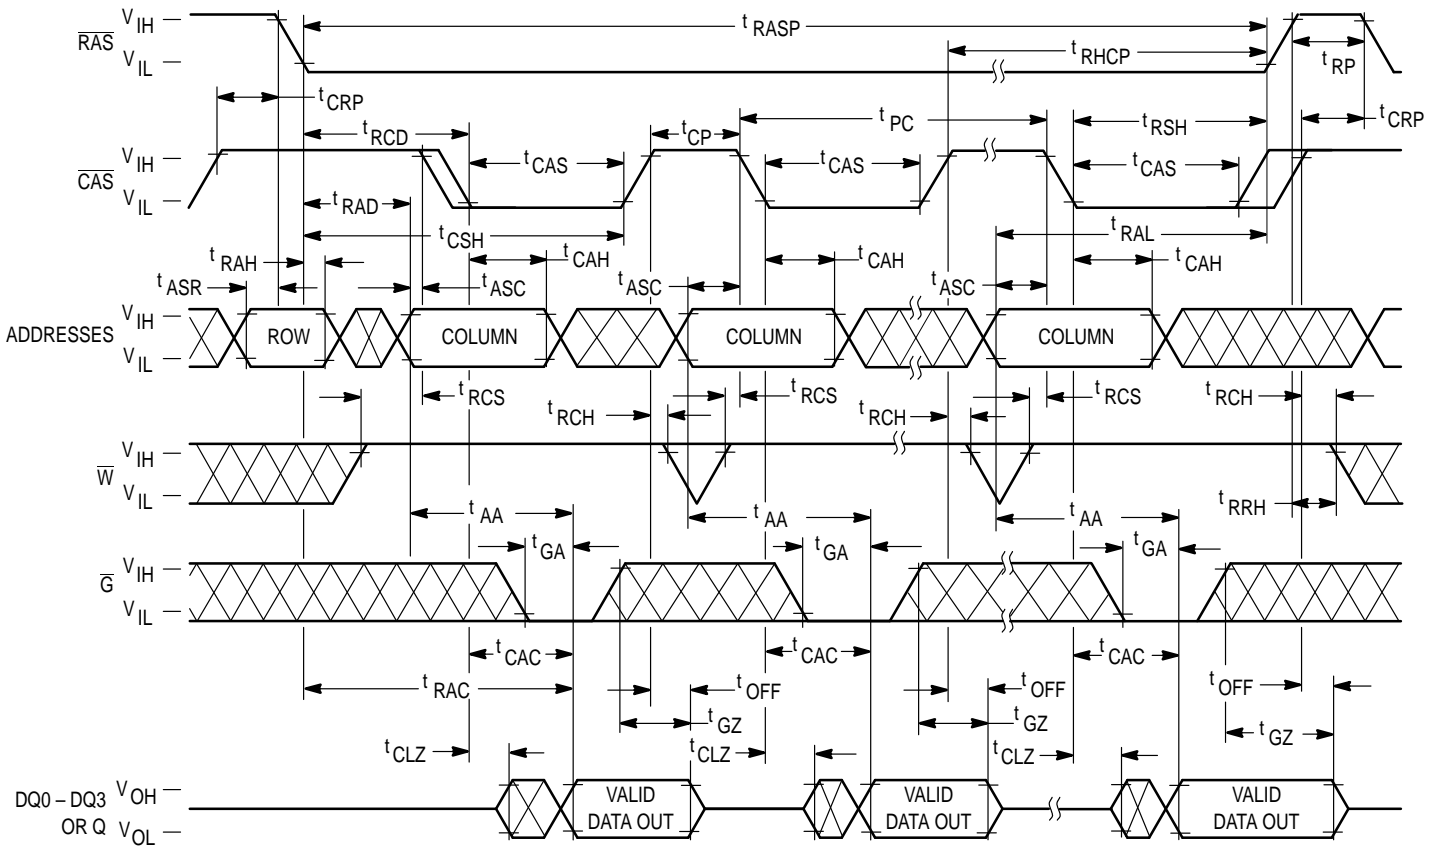 RAS V IH t RASP
V IL t RHCP t RP
t CRP t RCD t CP t PC t RSH t CRP
CAS V IH t CAS t CAS t CAS
V IL t RAD
t CSH t RAL
t RAH t CAH t CAH t CAH
t ASR t ASC t ASC t ASC
ADDRESSES V IH ROW COLUMN COLUMN COLUMN
V IL
t RCS t RCS t RCS t RCH
t RCH t RCH
W V IH
V IL t RRH
t AA t AA t AA
t GA t GA t GA
G V IH
V IL
t CAC t CAC t CAC
t RAC t OFF t OFF t OFF
t GZ t GZ t GZ
t CLZ t CLZ t CLZ
DQ0 – DQ3 V OH VALID VALID VALID
OR Q V OL DATA OUT DATA OUT DATA OUT